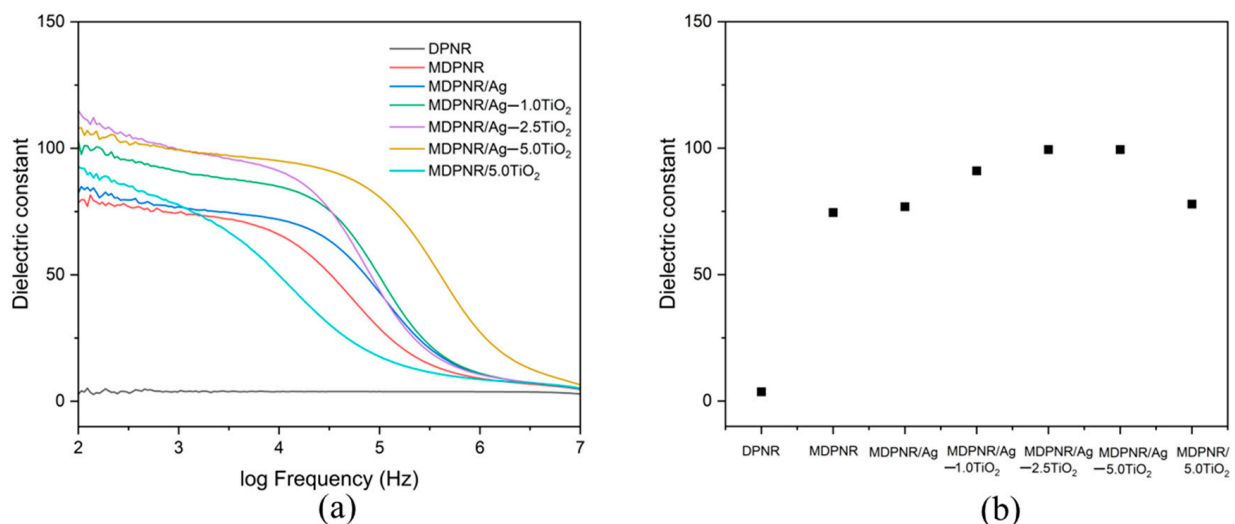 150
100
50
0
Dielectric constant
DPNR
MDPNR
MDPNR/Ag
MDPNR/Ag—1.0TiO₂
MDPNR/Ag—2.5TiO₂
MDPNR/Ag—5.0TiO₂
MDPNR/5.0TiO₂
2 3 4 5 6 7
log Frequency (Hz)
(a)
150
100
50
0
Dielectric constant
DPNR MDPNR MDPNR/Ag MDPNR/Ag MDPNR/Ag MDPNR/Ag MDPNR/
—1.0TiO₂ —2.5TiO₂ —5.0TiO₂ 5.0TiO₂
(b)